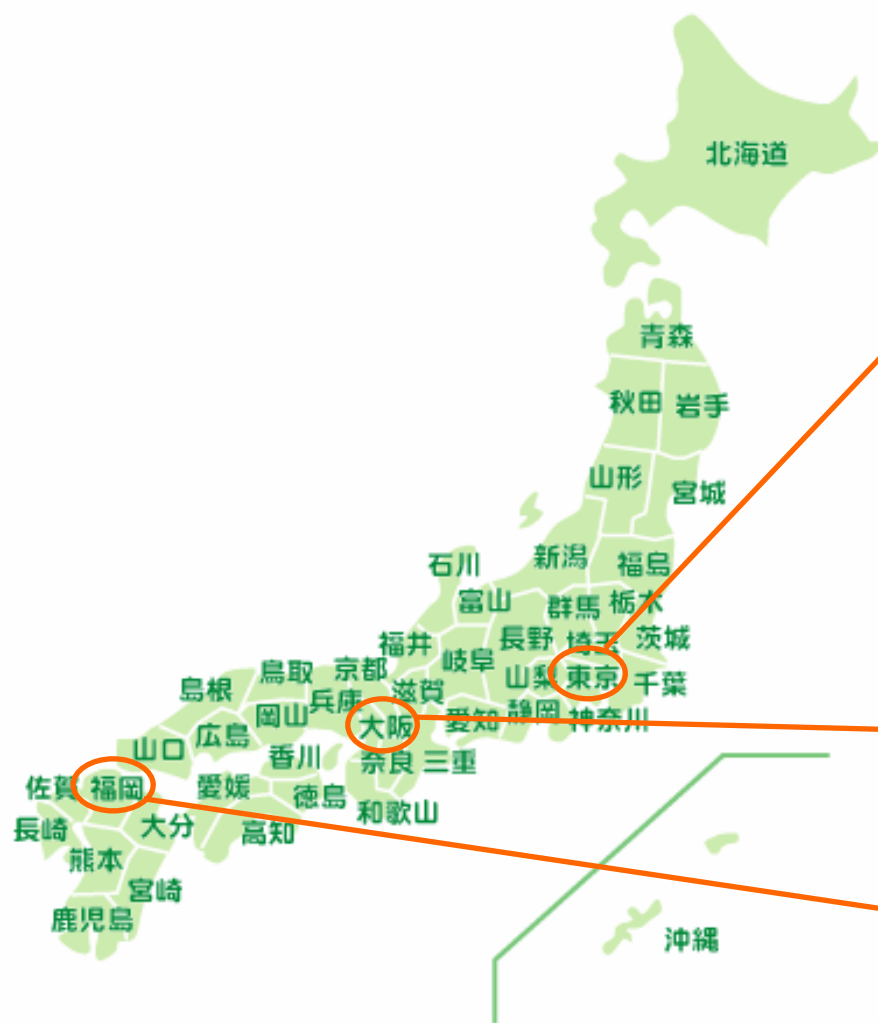 北海道
青森
秋田
岩手
山形
宮城
新潟
福島
石川
富山
群馬
栃木
福井
長野
埼玉
茨城
岐阜
鳥取
京都
山梨
東京
千葉
島根
兵庫
滋賀
岡山
愛知
静岡
神奈川
大阪
広島
山口
香川
奈良
三重
佐賀
福岡
愛媛
徳島
和歌山
長崎
大分
高知
熊本
宮崎
鹿児島
沖縄